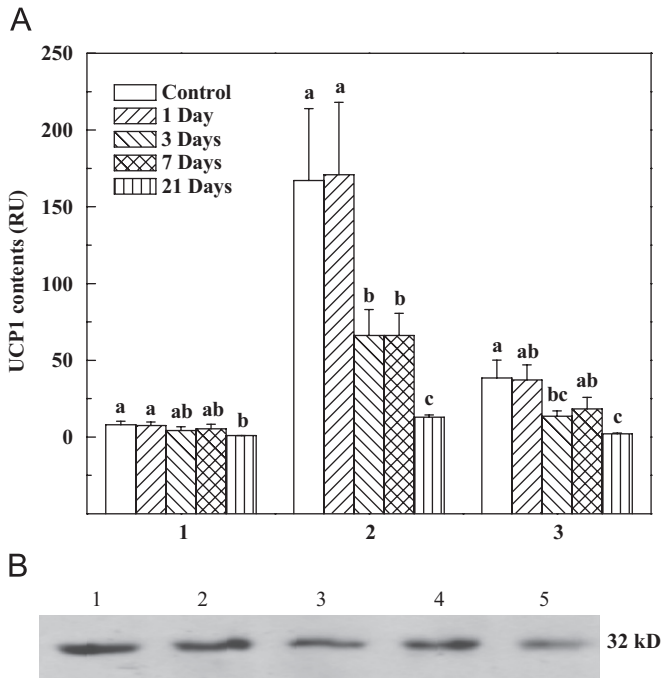 A
250
200
150
100
50
0
UCP1 contents (RU)
Control
1 Day
3 Days
7 Days
21 Days
a a ab ab b
a a b b c
a ab bc ab c
1 2 3
B
1 2 3 4 5
32 kD